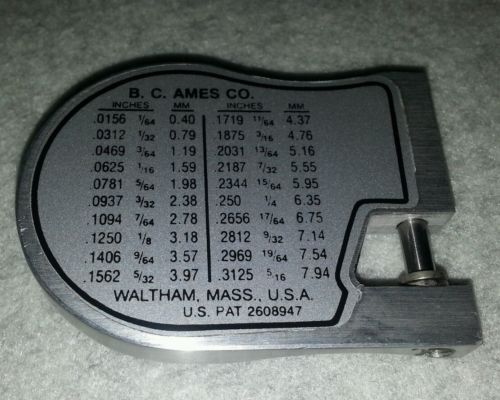 B. C. AMES CO.
INCHES MM INCHES MM
.0156 1/64 0.40 .1719 11/64 4.37
.0312 1/32 0.79 .1875 3/16 4.76
.0469 3/64 1.19 .2031 13/64 5.16
.0625 1/16 1.59 .2187 7/32 5.55
.0781 5/64 1.98 .2344 15/64 5.95
.0937 3/32 2.38 .250 1/4 6.35
.1094 7/64 2.78 .2656 17/64 6.75
.1250 1/8 3.18 .2812 9/32 7.14
.1406 9/64 3.57 .2969 19/64 7.54
.1562 5/32 3.97 .3125 5/16 7.94
WALTHAM, MASS., U.S.A.
U.S. PAT 2608947